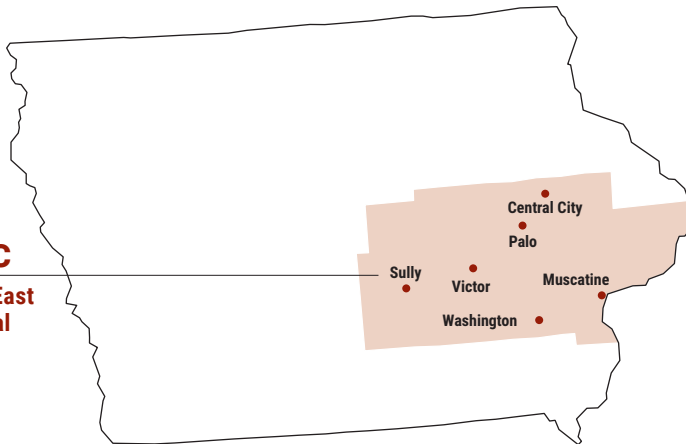 Central City
Palo
C
Sully
Victor
Muscatine
East
al
Washington